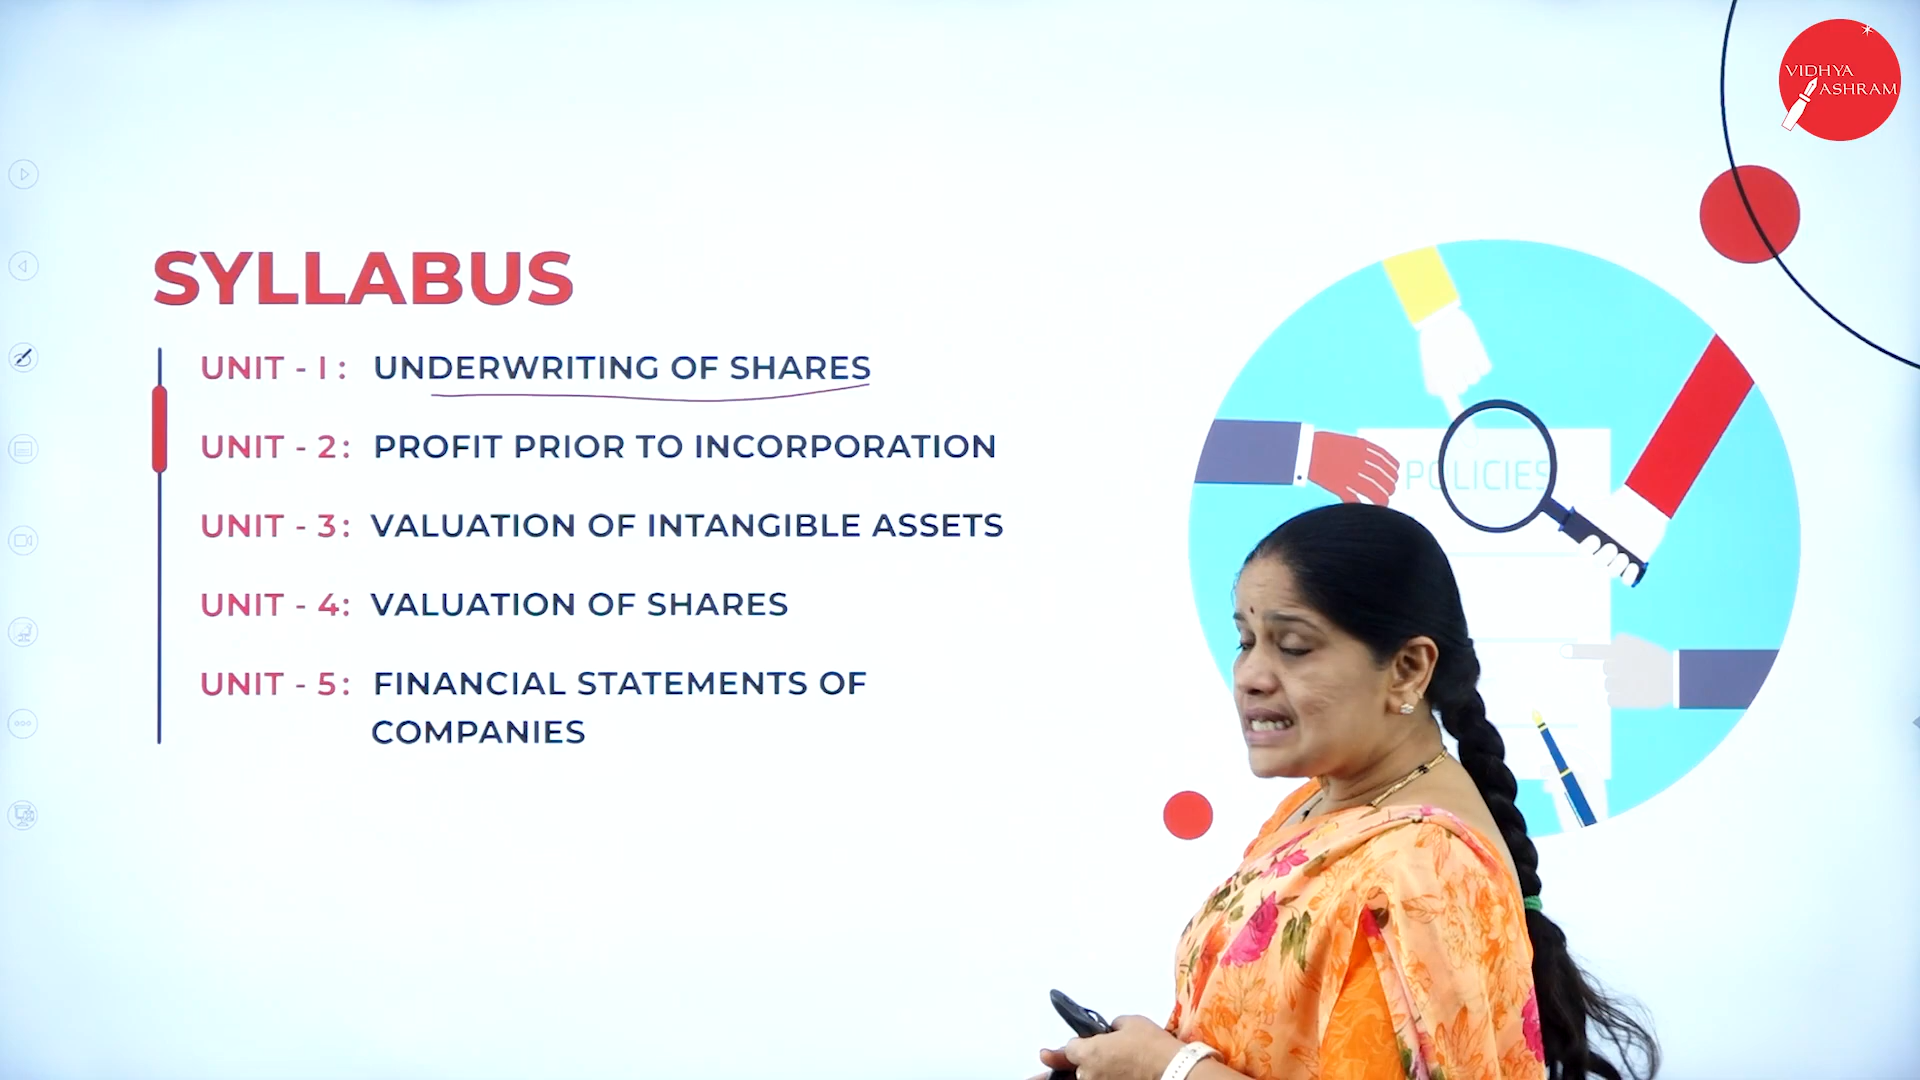 VIDHYA
ASHRAM
SYLLABUS
UNIT - I : UNDERWRITING OF SHARES
UNIT - 2 : PROFIT PRIOR TO INCORPORATION
UNIT - 3 : VALUATION OF INTANGIBLE ASSETS
UNIT - 4 : VALUATION OF SHARES
UNIT - 5 : FINANCIAL STATEMENTS OF
COMPANIES
POLICIES